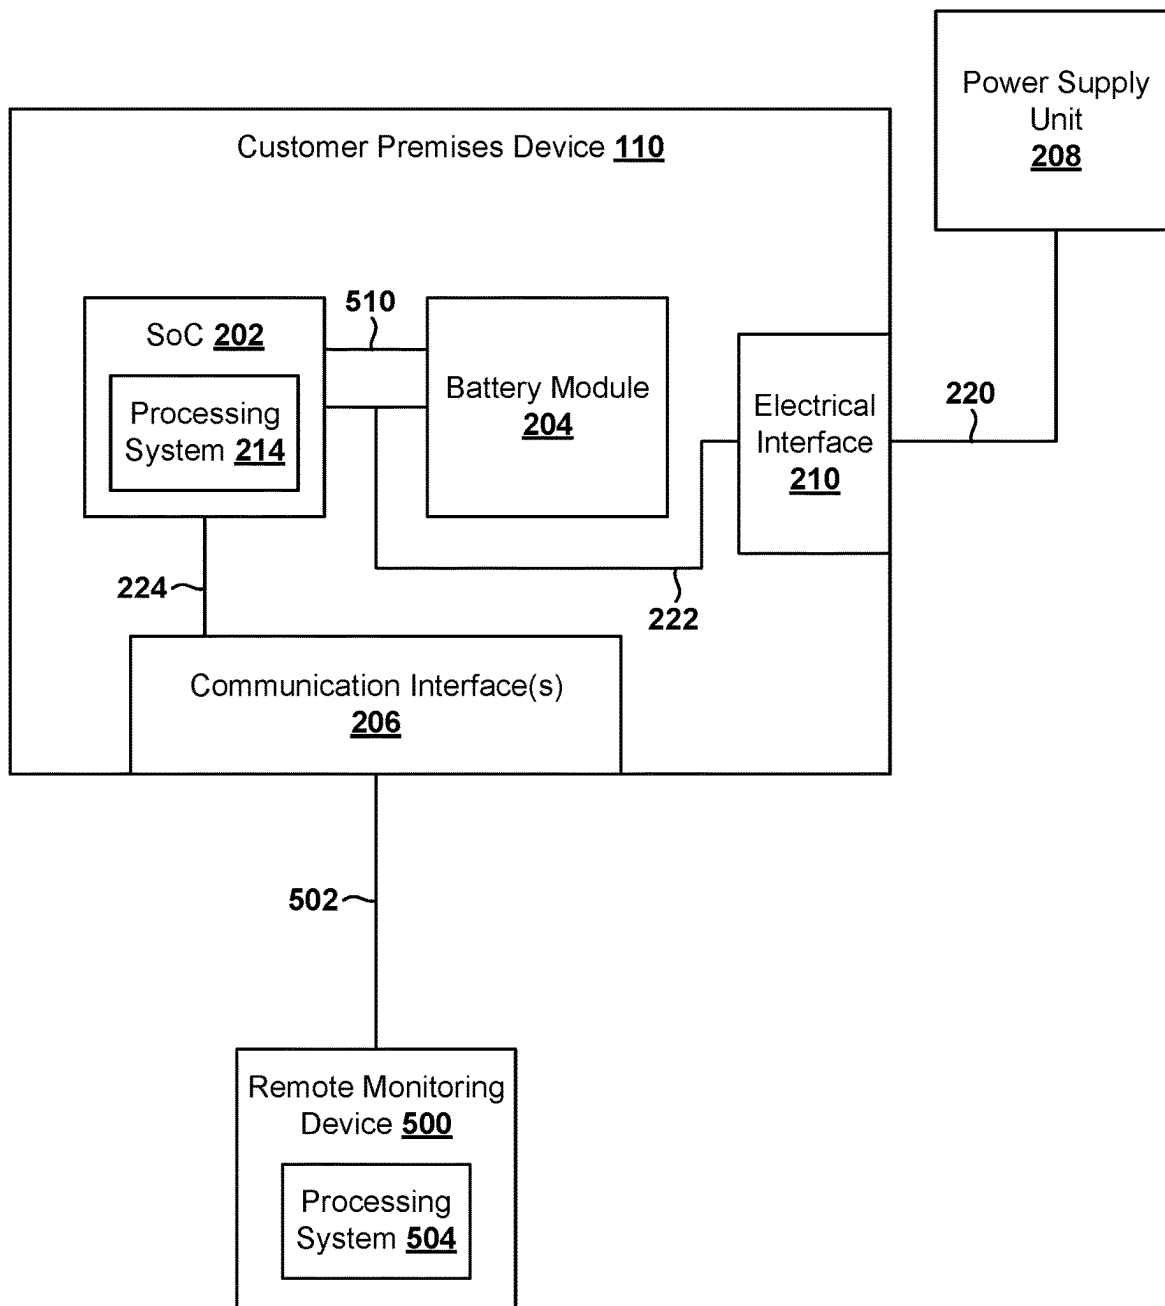 Power Supply
Unit
208
Customer Premises Device 110
510
SoC 202
Processing
System 214
Battery Module
204
Electrical
Interface
210
220
224
222
Communication Interface(s)
206
502
Remote Monitoring
Device 500
Processing
System 504